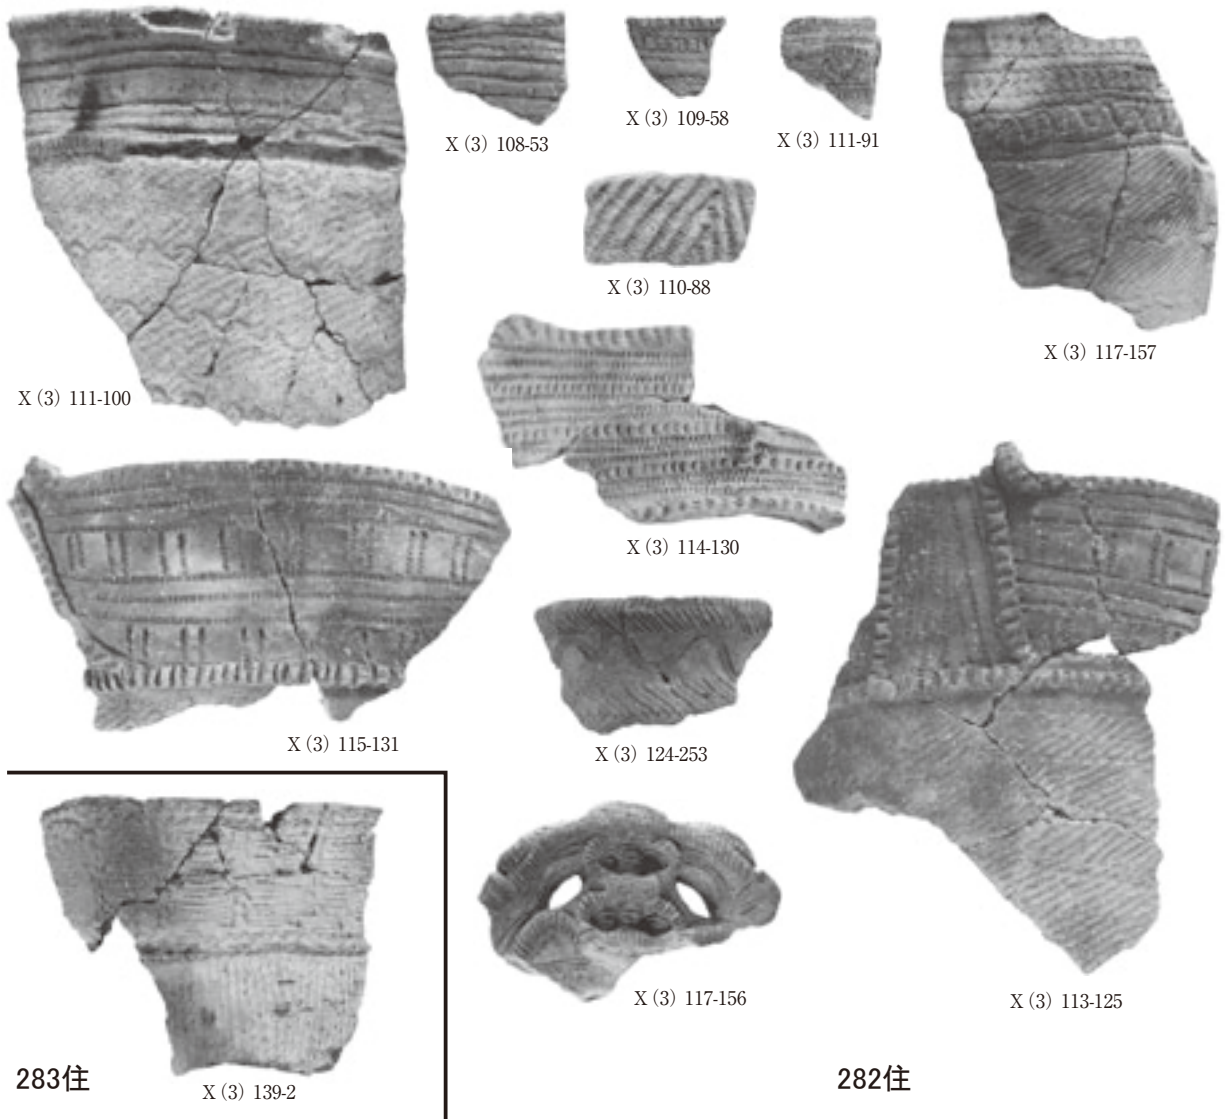 X (3) 108-53
X (3) 109-58
X (3) 111-91
X (3) 110-88
X (3) 117-157
X (3) 111-100
X (3) 114-130
X (3) 115-131
X (3) 124-253
X (3) 117-156
X (3) 113-125
283住
X (3) 139-2
282住